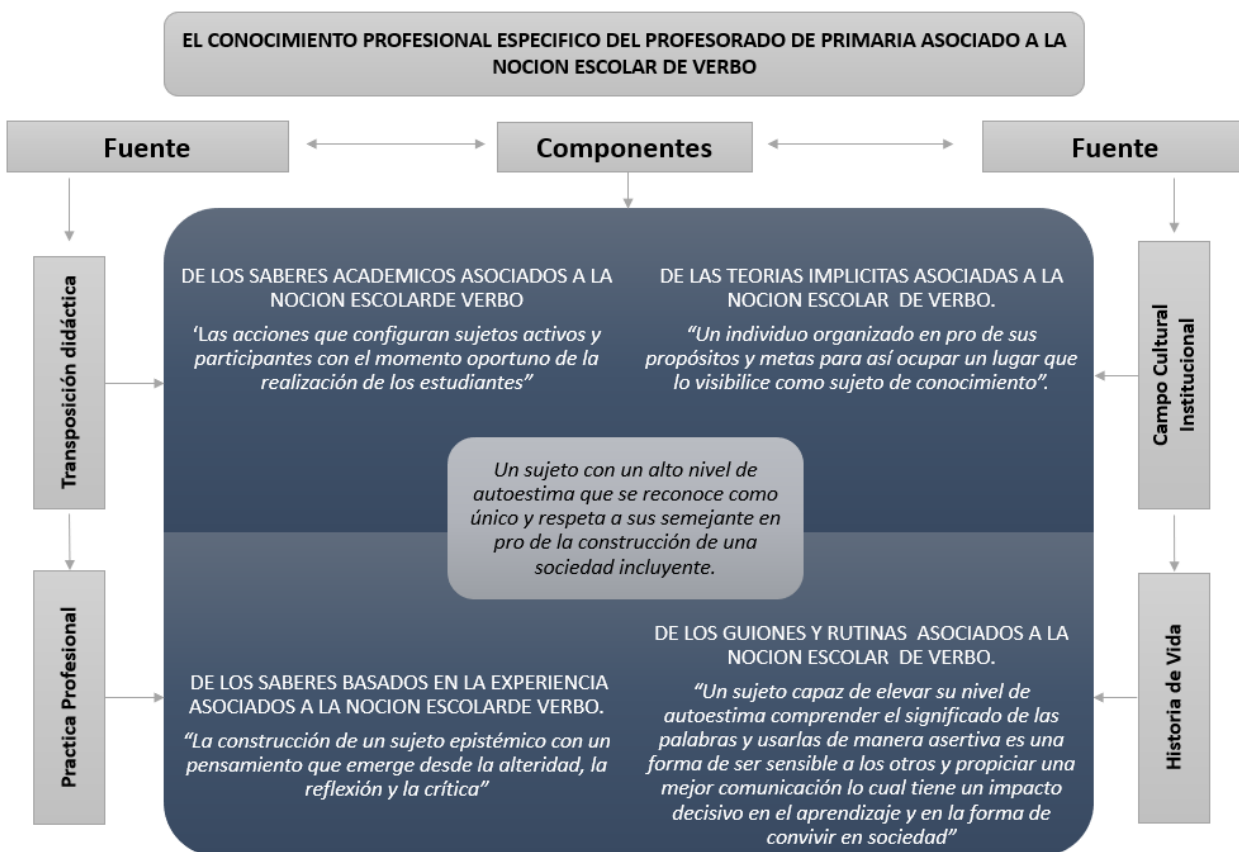 EL CONOCIMIENTO PROFESIONAL ESPECIFICO DEL PROFESORADO DE PRIMARIA ASOCIADO A LA
NOCION ESCOLAR DE VERBO
Fuente
Componentes
Fuente
Transposición didáctica
Practica Profesional
DE LOS SABERES ACADEMICOS ASOCIADOS A LA
NOCION ESCOLARDE VERBO
‘Las acciones que configuran sujetos activos y
participantes con el momento oportuno de la
realización de los estudiantes”
DE LAS TEORIAS IMPLICITAS ASOCIADAS A LA
NOCION ESCOLAR DE VERBO.
“Un individuo organizado en pro de sus
propósitos y metas para así ocupar un lugar que
lo visibilice como sujeto de conocimiento”.
Un sujeto con un alto nivel de
autoestima que se reconoce como
único y respeta a sus semejante en
pro de la construcción de una
sociedad incluyente.
DE LOS SABERES BASADOS EN LA EXPERIENCIA
ASOCIADOS A LA NOCION ESCOLARDE VERBO.
“La construcción de un sujeto epistémico con un
pensamiento que emerge desde la alteridad, la
reflexión y la crítica”
DE LOS GUIONES Y RUTINAS ASOCIADOS A LA
NOCION ESCOLAR DE VERBO.
“Un sujeto capaz de elevar su nivel de
autoestima comprender el significado de las
palabras y usarlas de manera asertiva es una
forma de ser sensible a los otros y propiciar una
mejor comunicación lo cual tiene un impacto
decisivo en el aprendizaje y en la forma de
convivir en sociedad”
Campo Cultural
Institucional
Historia de Vida